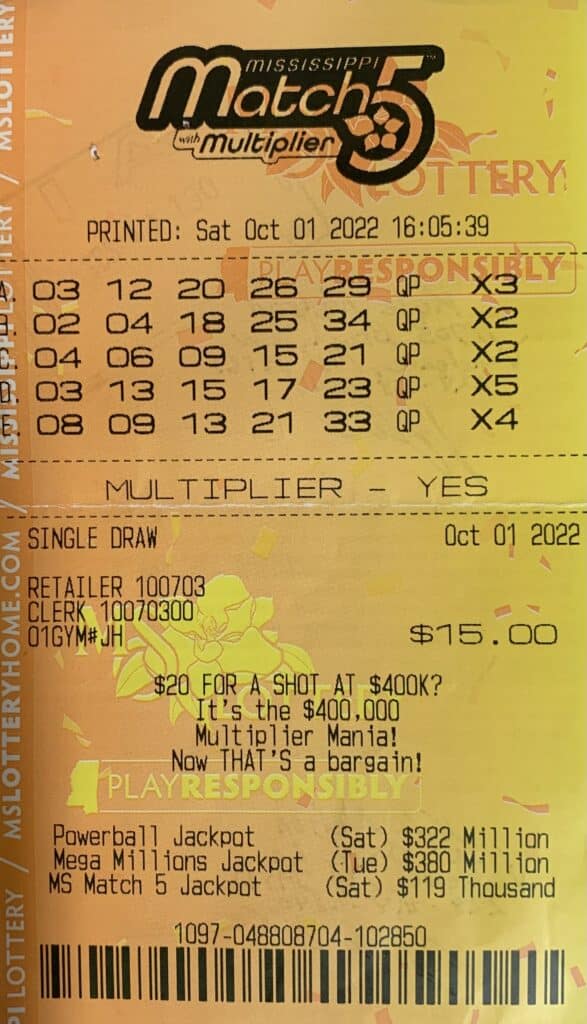 MISSISSIPPI
Match 5
with Multiplier
LOTTERY
PRINTED: Sat Oct 01 2022 16:05:39
PLAYRESPONSIBLY
A. 03 12 20 26 29 QP X3
B. 02 04 18 25 34 QP X2
C. 04 06 09 15 21 QP X2
D. 03 13 15 17 23 QP X5
E. 08 09 13 21 33 QP X4
MULTIPLIER - YES
SINGLE DRAW Oct 01 2022
RETAILER 100703
CLERK 10070300
01GYM#JH $15.00
$20 FOR A SHOT AT $400K?
It's the $400,000
Multiplier Mania!
Now THAT'S a bargain!
PLAYRESPONSIBLY
Powerball Jackpot (Sat) $322 Million
Mega Millions Jackpot (Tue) $380 Million
MS Match 5 Jackpot (Sat) $119 Thousand
1097-048808704-102850
PI LOTTERY / MSLOTTERYHOME.COM / MISSISSIPPI LOTTERY / MSLOTTERY